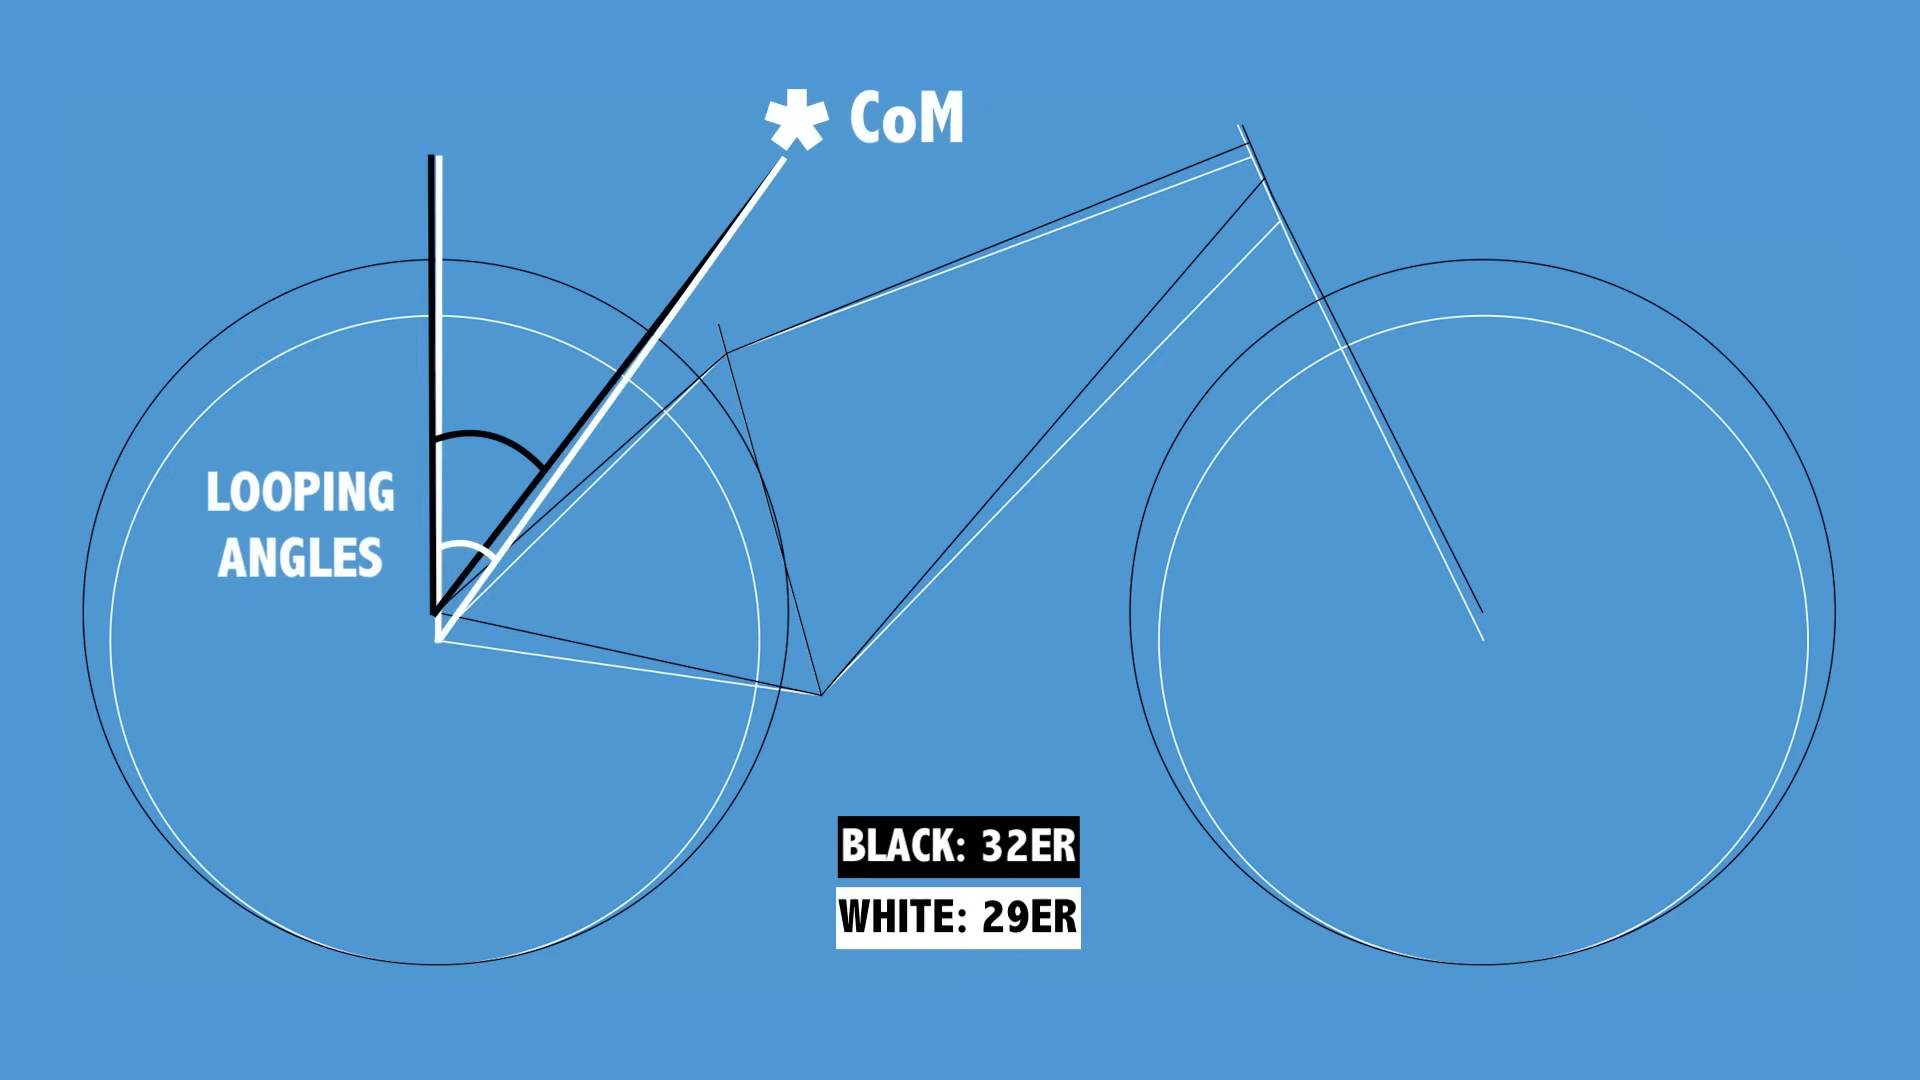 CoM
LOOPING
ANGLES
BLACK: 32ER
WHITE: 29ER